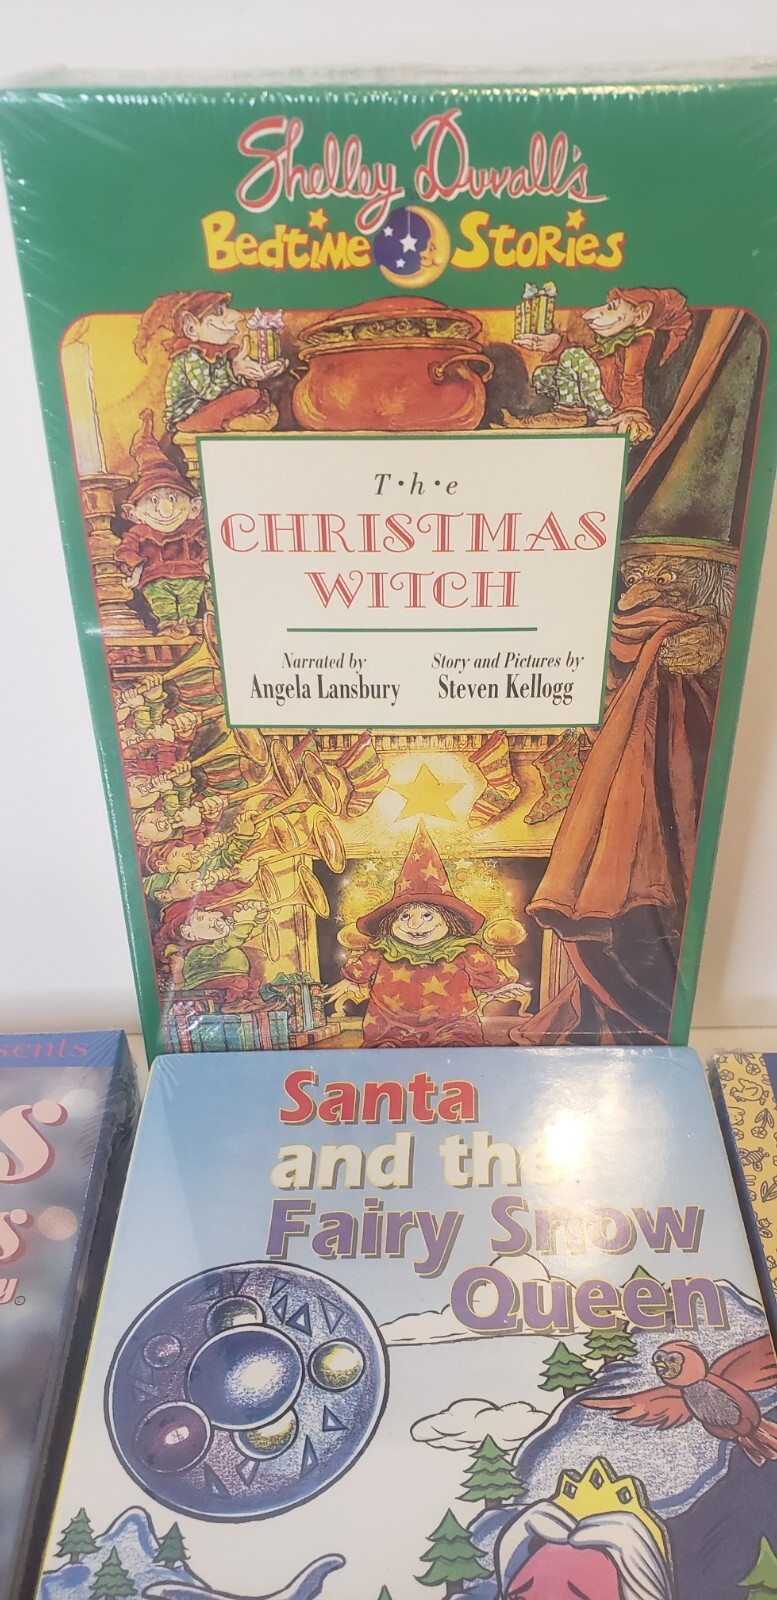 Shelley Duvall's
Bedtime Stories
T•h•e
CHRISTMAS
WITCH
Narrated by
Angela Lansbury
Story and Pictures by
Steven Kellogg
Santa
and the
Fairy Snow
Queen